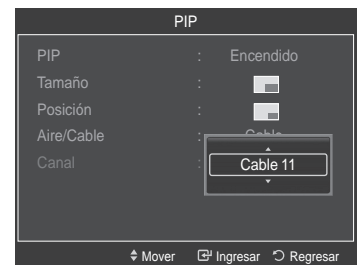 PIP
PIP : Encendido
Tamaño :
Posición :
Aire/Cable : Cable
Canal : Cable 11
Mover Ingresar Regresar